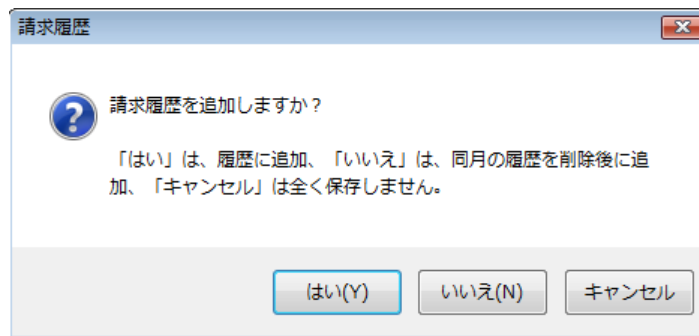 請求履歴
請求履歴を追加しますか？
「はい」は、履歴に追加、「いいえ」は、同月の履歴を削除後に追
加、「キャンセル」は全く保存しません。
はい(Y)
いいえ(N)
キャンセル